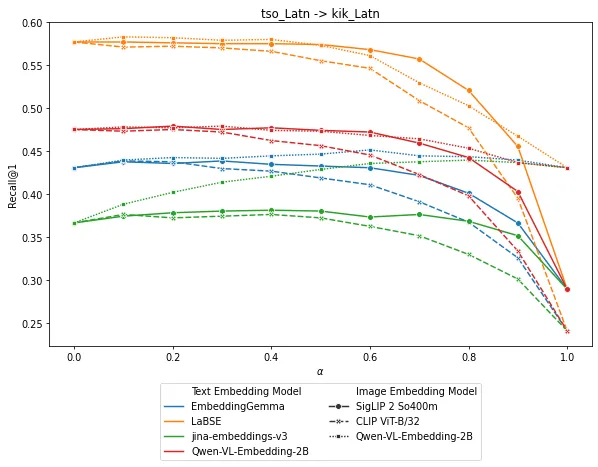 tso_Latn -> kik_Latn
0.60
0.55
0.50
0.45
0.40
0.35
0.30
0.25
Recall@1
0.0 0.2 0.4 0.6 0.8 1.0
α
Text Embedding Model
EmbeddingGemma
LaBSE
jina-embeddings-v3
Qwen-VL-Embedding-2B
Image Embedding Model
SigLIP 2 So400m
CLIP ViT-B/32
Qwen-VL-Embedding-2B